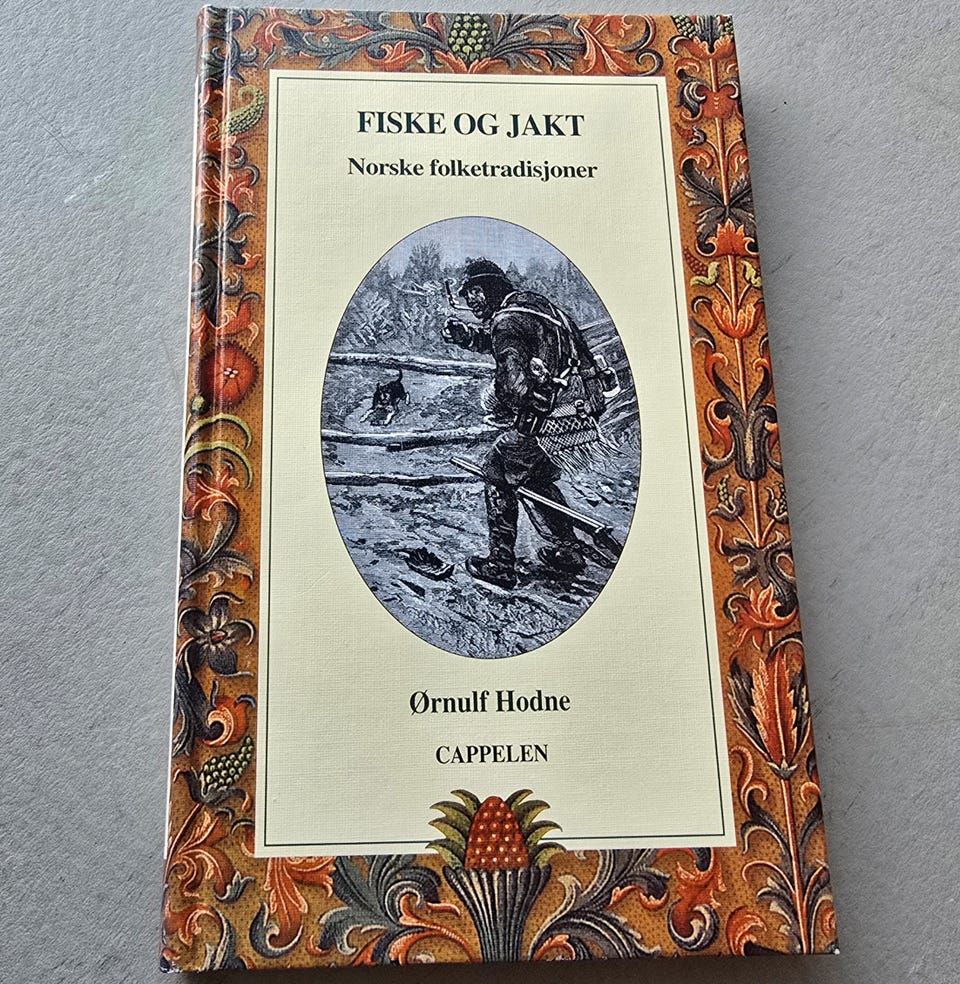 FISKE OG JAKT
Norske folketradisjoner
Ørnulf Hodne
CAPPELEN